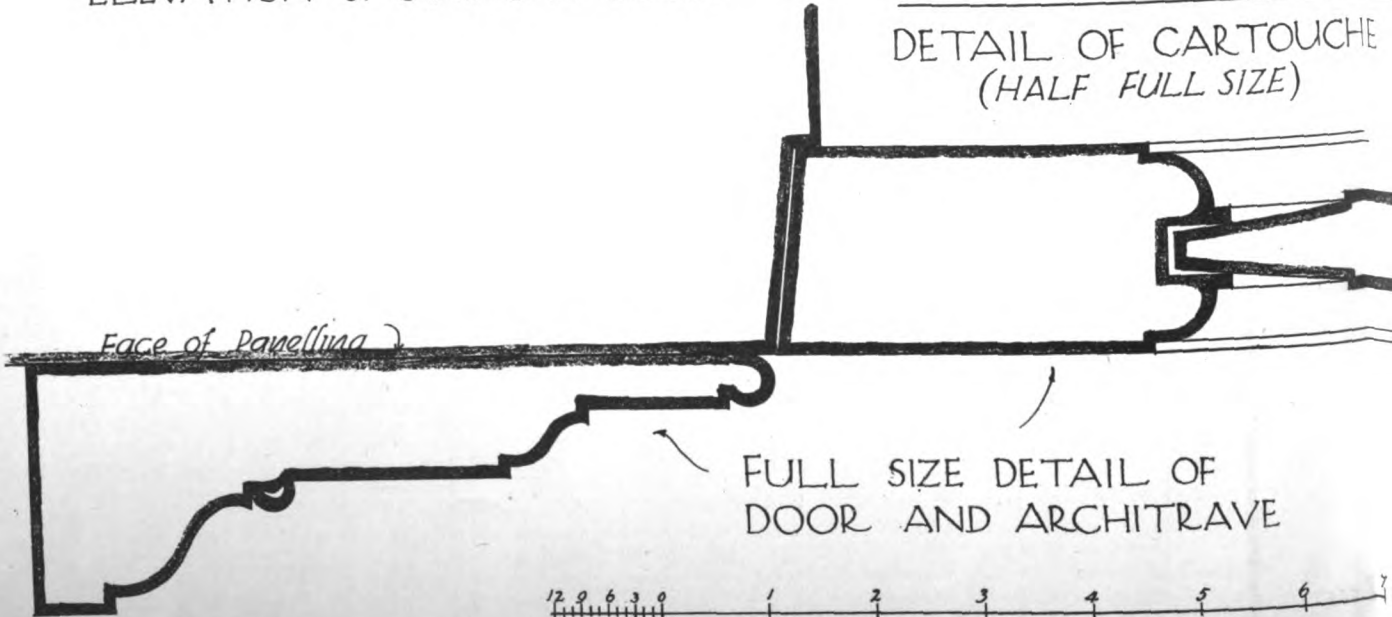 DETAIL OF CARTOUCHE
(HALF FULL SIZE)
Face of Panelling
FULL SIZE DETAIL OF
DOOR AND ARCHITRAVE
12 9 6 3 0 1 2 3 4 5 6 7